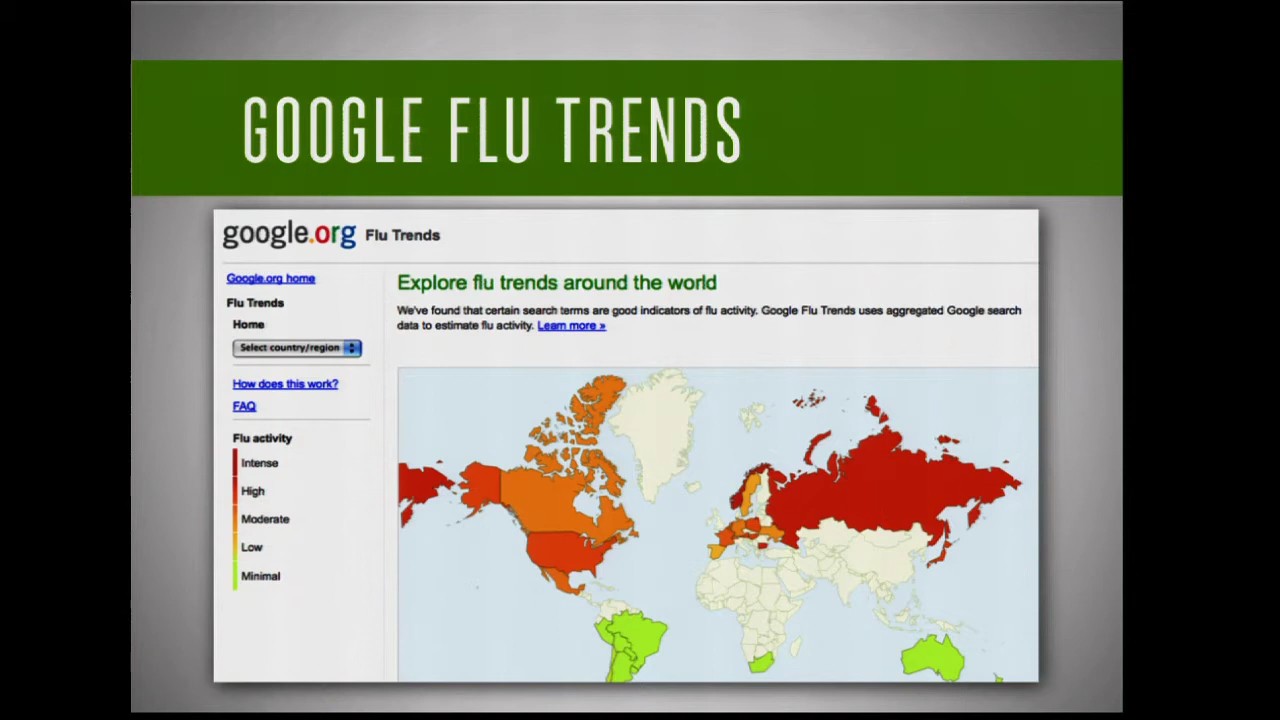 GOOGLE FLU TRENDS
google.org Flu Trends
Google.org home
Flu Trends
Home
Select country/region
How does this work?
FAQ
Flu activity
Intense
High
Moderate
Low
Minimal
Explore flu trends around the world
We've found that certain search terms are good indicators of flu activity. Google Flu Trends uses aggregated Google search
data to estimate flu activity. Learn more »